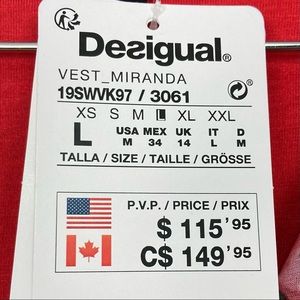 Desigual®
VEST_MIRANDA
19SWVK97 / 3061
XS S M L XL XXL
L USA MEX UK IT D
M 34 14 L M
TALLA / SIZE / TAILLE / GRÖSSE
P.V.P. / PRICE / PRIX
$ 115'95
C$ 149'95